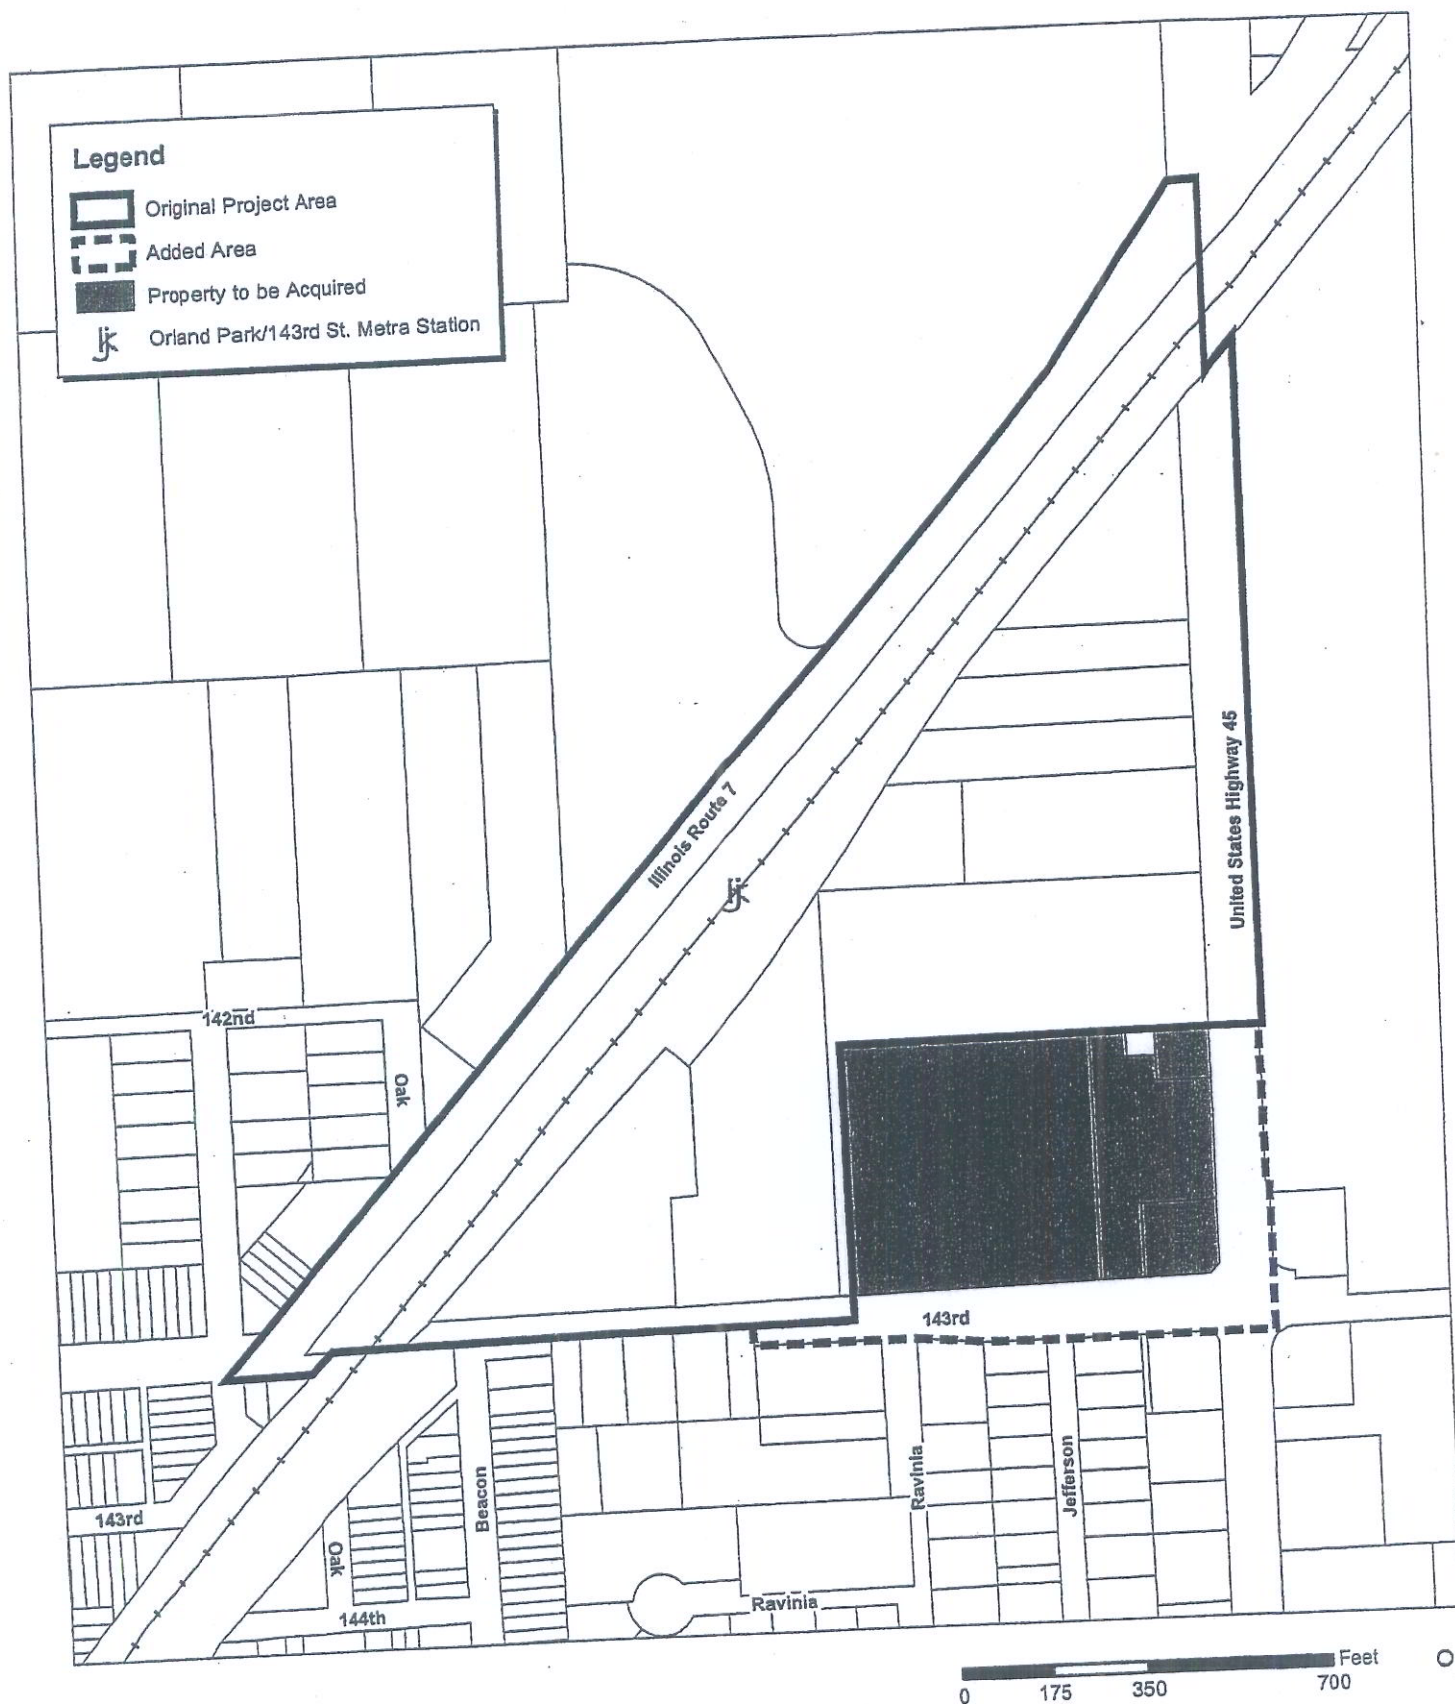 Legend
Original Project Area
Added Area
Property to be Acquired
Orland Park/143rd St. Metra Station
Illinois Route 7
United States Highway 45
142nd
Oak
143rd
Ravinia
Jefferson
Beacon
143rd
Oak
144th
Ravinia
Feet
0 175 350 700